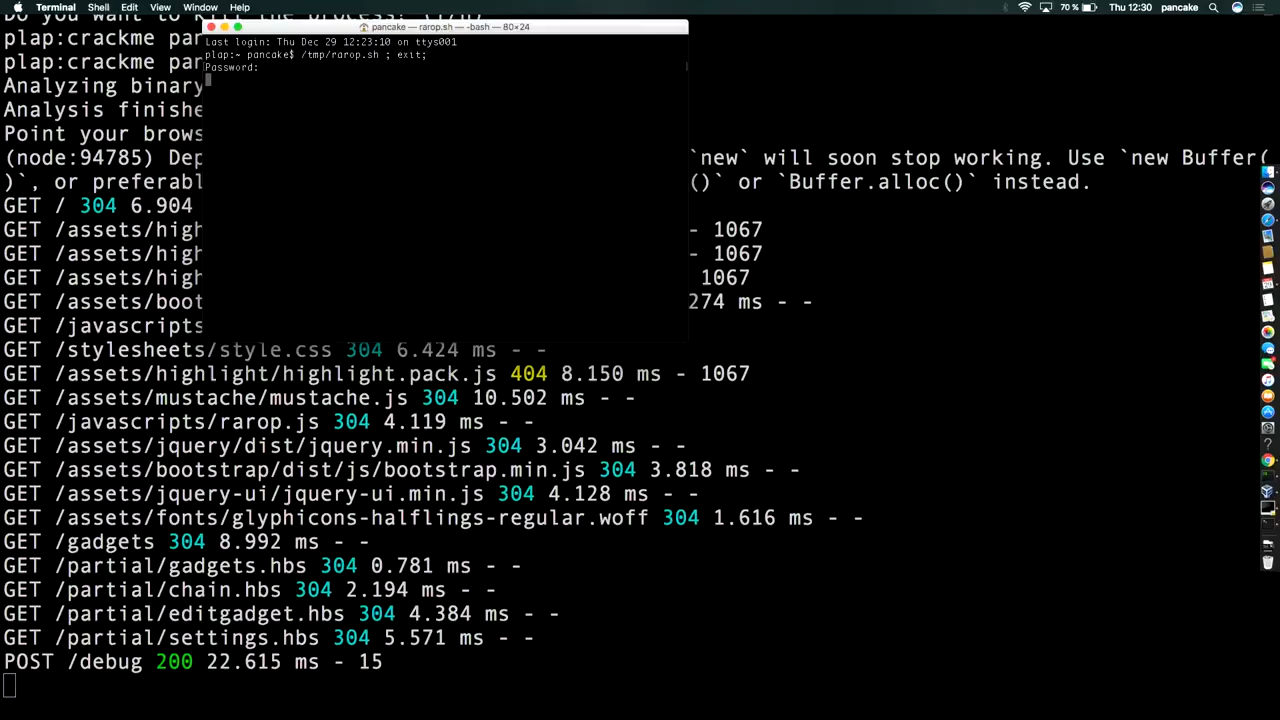 Terminal Shell Edit View Window Help 70 % Thu 12:30 pancake
Do you want to kill the process?
pancake — rarop.sh — -bash — 80×24
plap:crackme pan
Last login: Thu Dec 29 12:23:10 on ttys001
plap:~ pancake$ /tmp/rarop.sh ; exit;
plap:crackme pan
Password:
Analyzing binary
Analysis finishe
Point your brows
(node:94785) Dep `new` will soon stop working. Use `new Buffer(
)`, or preferabl ()` or `Buffer.alloc()` instead.
GET / 304 6.904
GET /assets/high - 1067
GET /assets/high - 1067
GET /assets/high 1067
GET /assets/boot 274 ms - -
GET /javascripts
GET /stylesheets/style.css 304 6.424 ms - -
GET /assets/highlight/highlight.pack.js 404 8.150 ms - 1067
GET /assets/mustache/mustache.js 304 10.502 ms - -
GET /javascripts/rarop.js 304 4.119 ms - -
GET /assets/jquery/dist/jquery.min.js 304 3.042 ms - -
GET /assets/bootstrap/dist/js/bootstrap.min.js 304 3.818 ms - -
GET /assets/jquery-ui/jquery-ui.min.js 304 4.128 ms - -
GET /assets/fonts/glyphicons-halflings-regular.woff 304 1.616 ms - -
GET /gadgets 304 8.992 ms - -
GET /partial/gadgets.hbs 304 0.781 ms - -
GET /partial/chain.hbs 304 2.194 ms - -
GET /partial/editgadget.hbs 304 4.384 ms - -
GET /partial/settings.hbs 304 5.571 ms - -
POST /debug 200 22.615 ms - 15